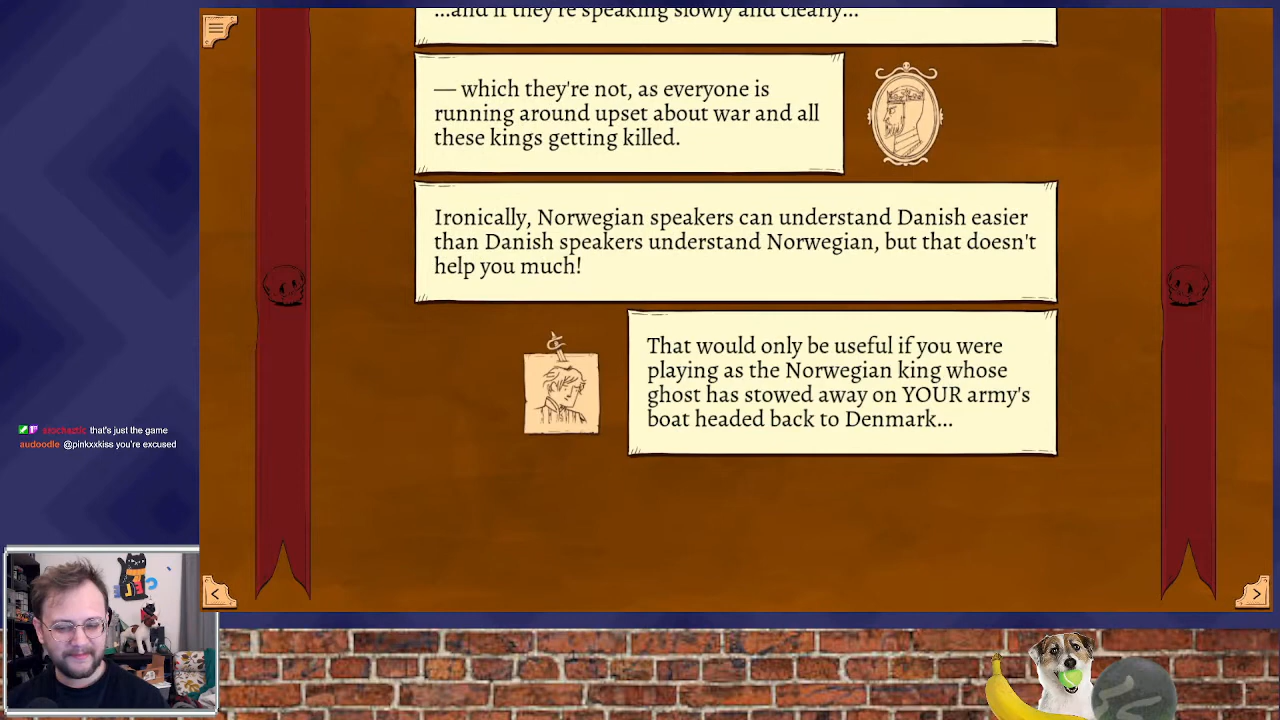 ...and if they're speaking slowly and clearly...
— which they're not, as everyone is
running around upset about war and all
these kings getting killed.
Ironically, Norwegian speakers can understand Danish easier
than Danish speakers understand Norwegian, but that doesn't
help you much!
That would only be useful if you were
playing as the Norwegian king whose
ghost has stowed away on YOUR army's
boat headed back to Denmark...
that's just the game
audoodle @pinkxxkiss you're excused
<
>